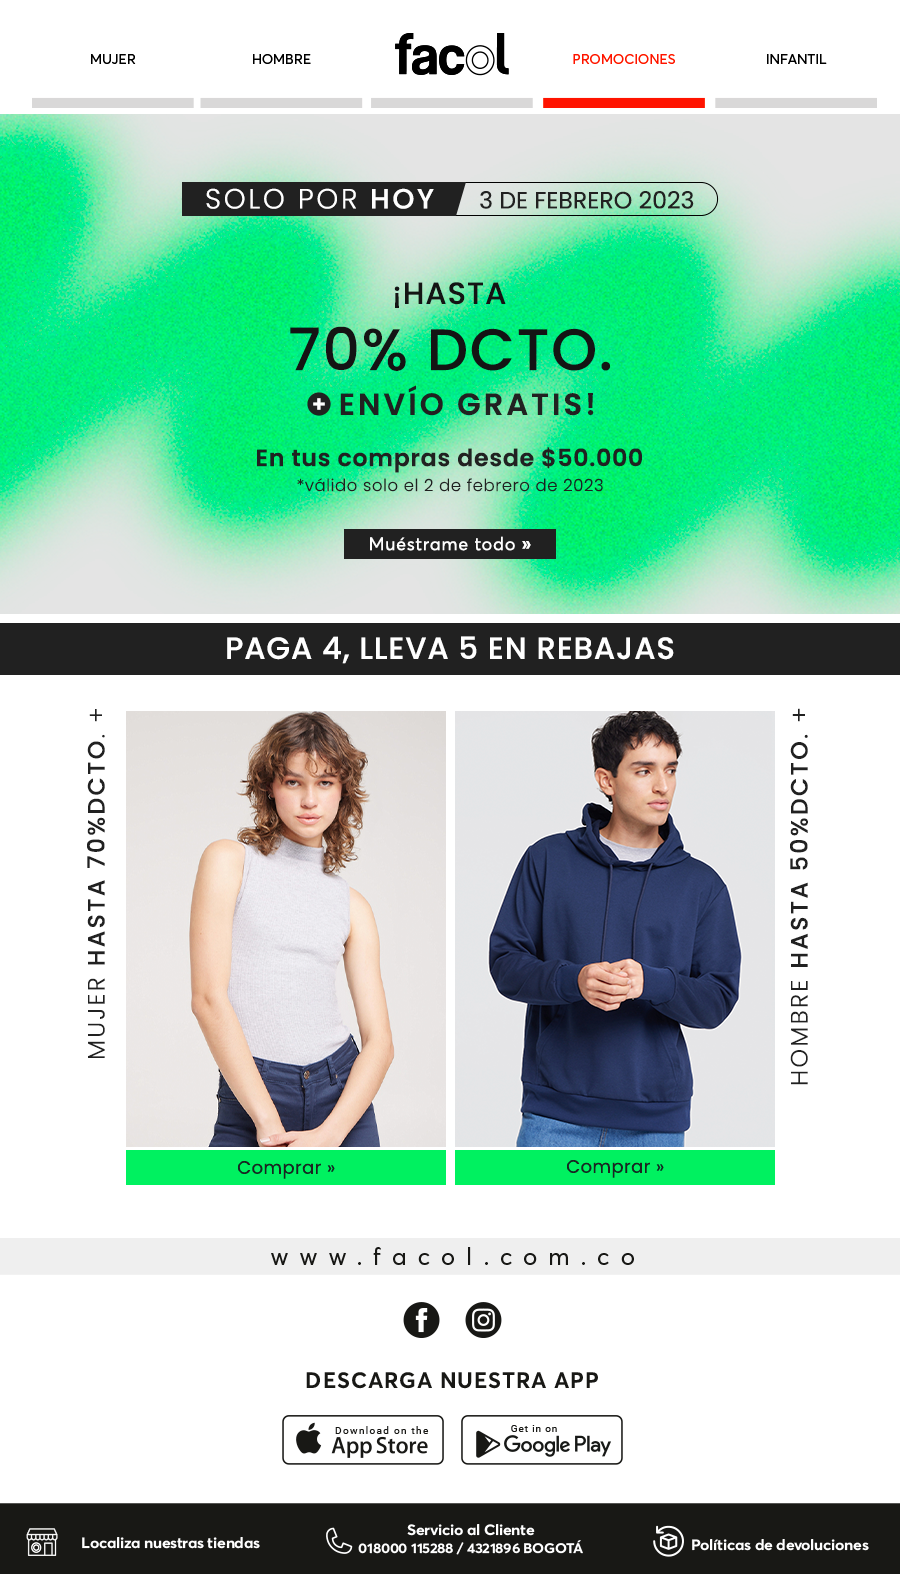 MUJER
HOMBRE
facol
PROMOCIONES
INFANTIL
SOLO POR HOY
3 DE FEBRERO 2023
¡HASTA
70% DCTO.
+ ENVÍO GRATIS!
En tus compras desde $50.000
*válido solo el 2 de febrero de 2023
Muéstrame todo »
PAGA 4, LLEVA 5 EN REBAJAS
MUJER HASTA 70%DCTO. +
HOMBRE HASTA 50%DCTO. +
Comprar »
Comprar »
www.facol.com.co
DESCARGA NUESTRA APP
Download on the
App Store
Get in on
Google Play
Localiza nuestras tiendas
Servicio al Cliente
018000 115288 / 4321896 BOGOTÁ
Políticas de devoluciones